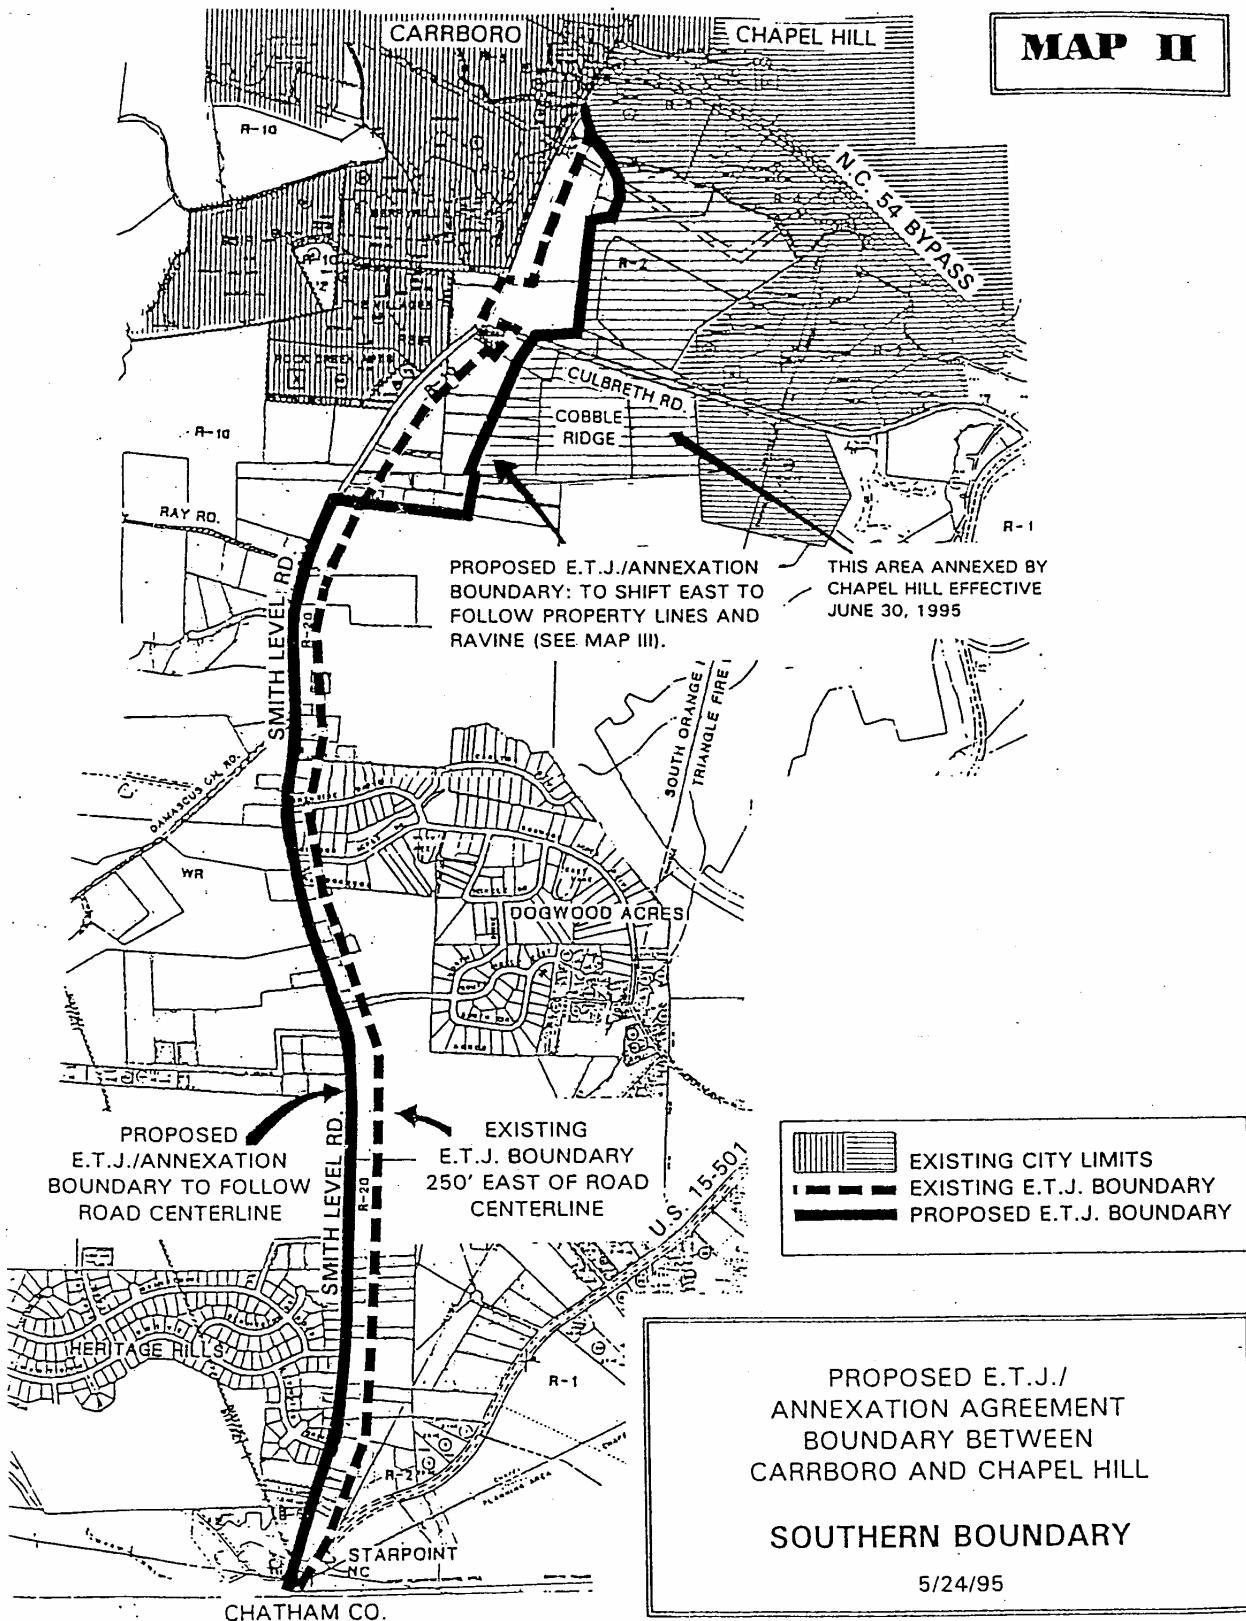 CARRBORO
CHAPEL HILL
MAP II
R-10
N.C. 54 BYPASS
R-10
R-2
ROCK CREEK APTS
CULBRETH RD.
COBBLE
RIDGE
R-10
RAY RD.
R-1
SMITH LEVEL RD.
R-20
PROPOSED E.T.J./ANNEXATION
BOUNDARY: TO SHIFT EAST TO
FOLLOW PROPERTY LINES AND
RAVINE (SEE MAP III).
THIS AREA ANNEXED BY
CHAPEL HILL EFFECTIVE
JUNE 30, 1995
SOUTH ORANGE
TRIANGLE FIRE
DAMASCUS CH. RD.
WR
DOGWOOD ACRES
PROPOSED
E.T.J./ANNEXATION
BOUNDARY TO FOLLOW
ROAD CENTERLINE
SMITH LEVEL RD.
R-20
EXISTING
E.T.J. BOUNDARY
250' EAST OF ROAD
CENTERLINE
U.S. 15-501
EXISTING CITY LIMITS
EXISTING E.T.J. BOUNDARY
PROPOSED E.T.J. BOUNDARY
HERITAGE HILLS
R-1
R-2
PLANNING AREA
STARPOINT
NC
CHATHAM CO.
PROPOSED E.T.J./
ANNEXATION AGREEMENT
BOUNDARY BETWEEN
CARRBORO AND CHAPEL HILL
SOUTHERN BOUNDARY
5/24/95